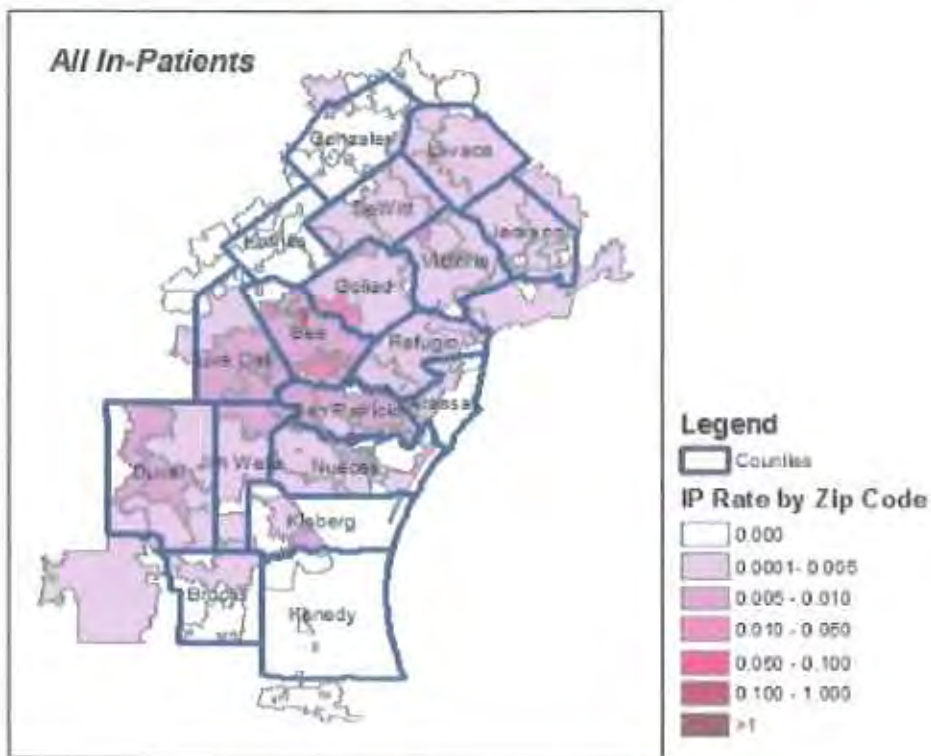 All In-Patients
Gonzales
Lavaca
DeWitt
Jackson
Karnes
Victoria
Goliad
Bee
Refugio
Live Oak
San Patricio
Aransas
Duval
Jim Wells
Nueces
Kleberg
Brooks
Kenedy
Legend
Counties
IP Rate by Zip Code
0.000
0.0001- 0.005
0.005 - 0.010
0.010 - 0.050
0.050 - 0.100
0.100 - 1.000
>1